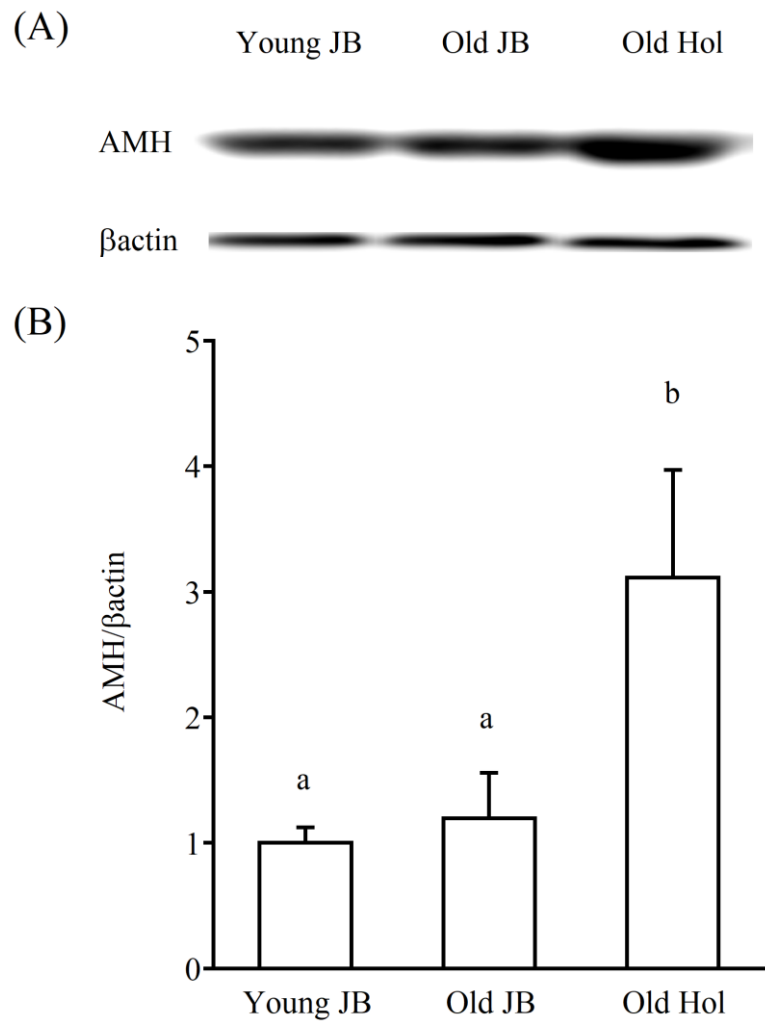 (A)
Young JB Old JB Old Hol
AMH
βactin
(B)
5
b
4
3
AMH/βactin
2
a
a
1
0
Young JB Old JB Old Hol